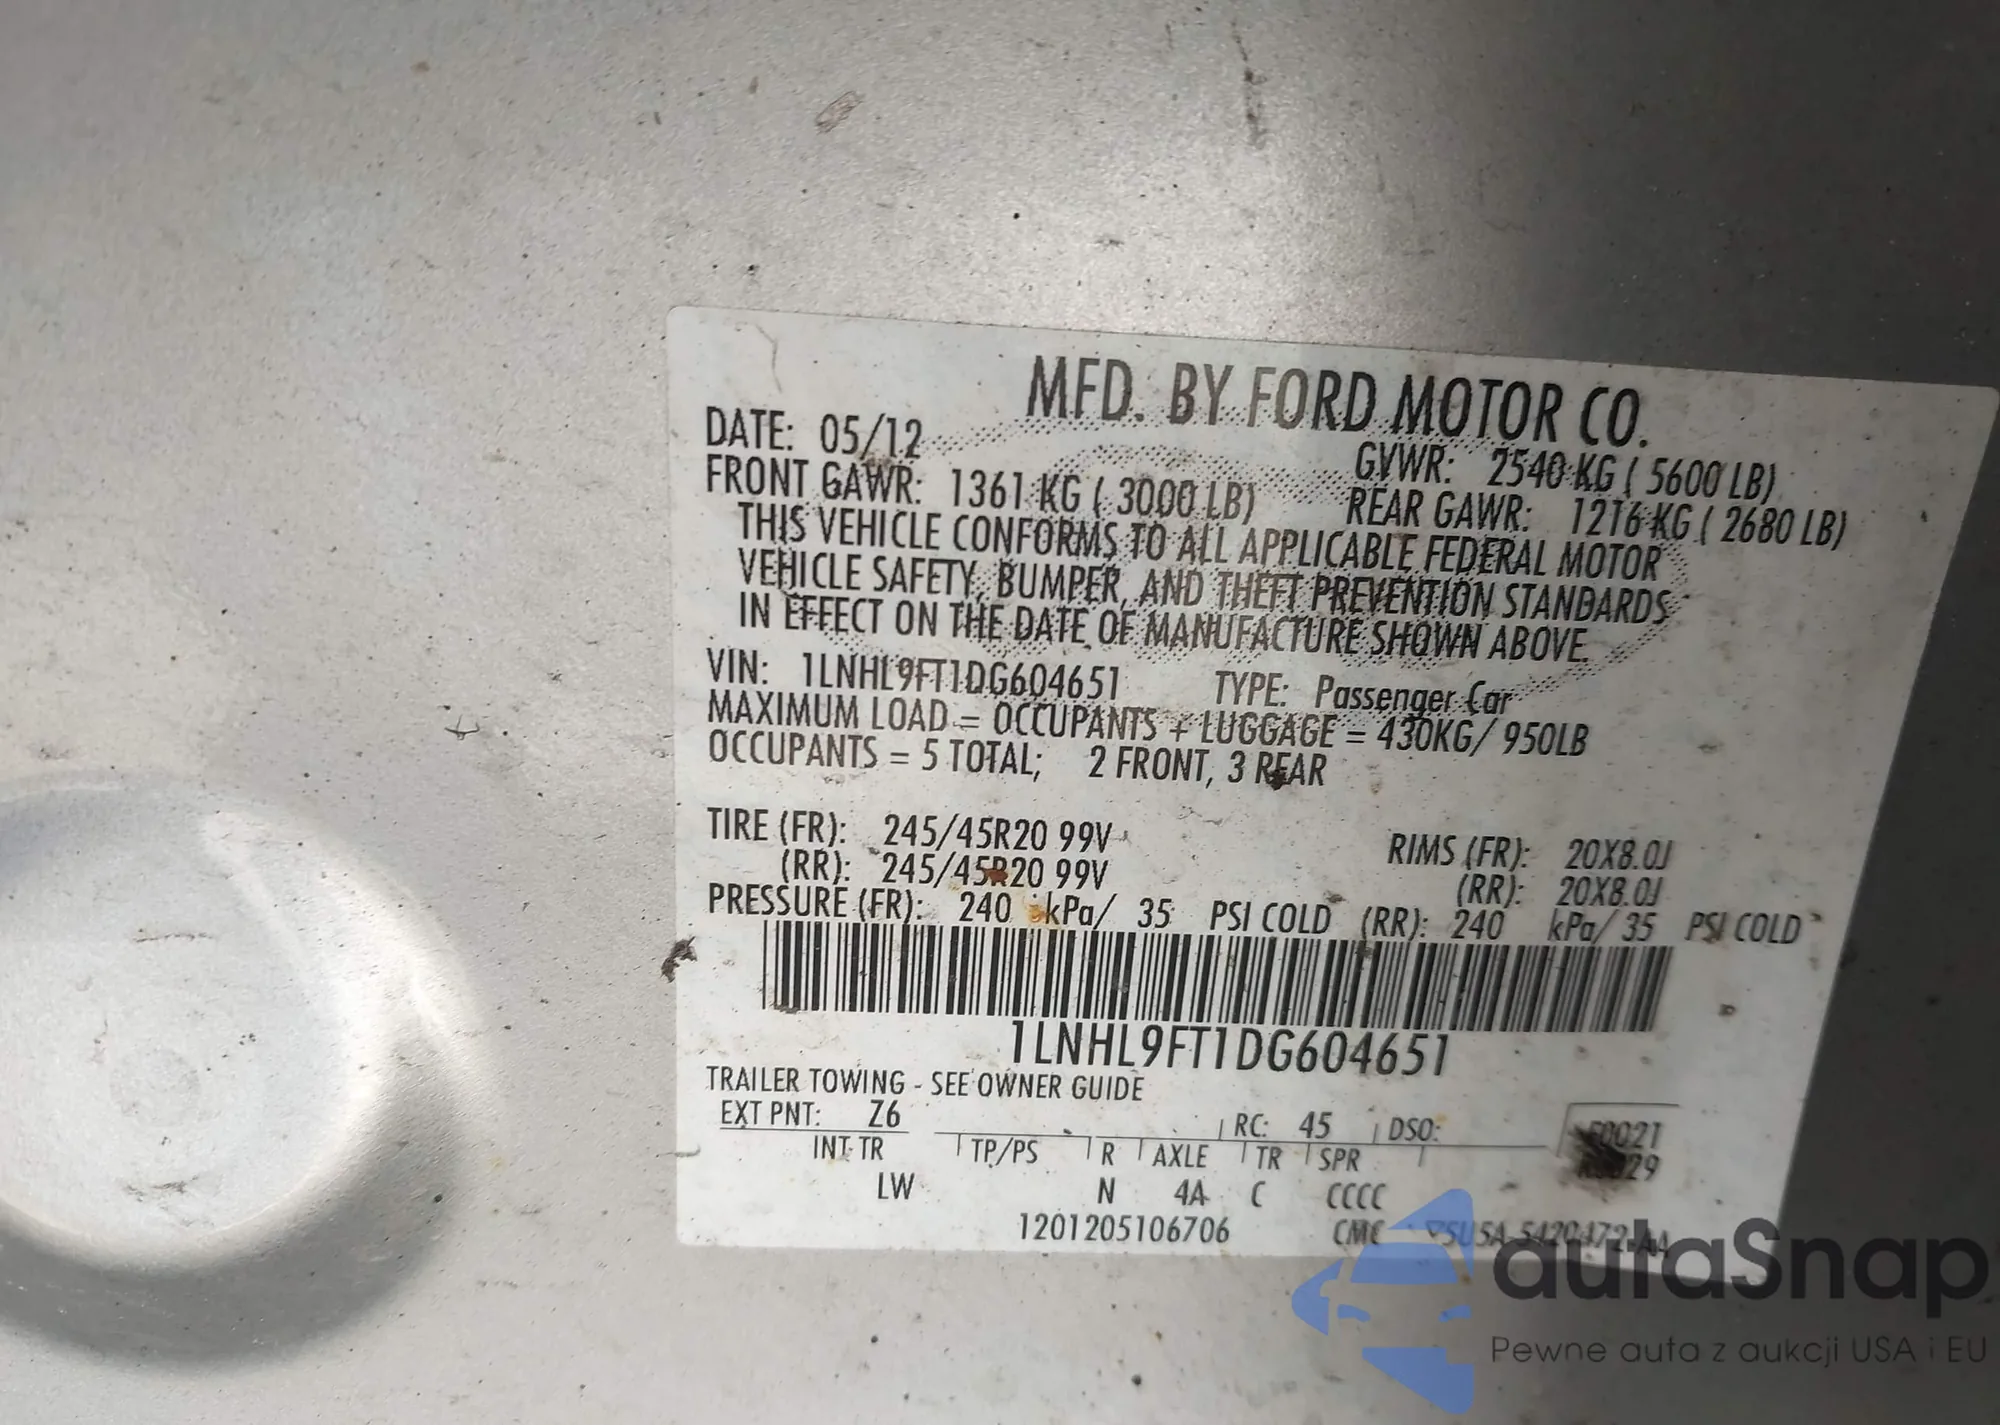 MFD. BY FORD MOTOR CO.
DATE: 05/12
GVWR: 2540 KG ( 5600 LB)
FRONT GAWR: 1361 KG ( 3000 LB)
REAR GAWR: 1216 KG ( 2680 LB)
THIS VEHICLE CONFORMS TO ALL APPLICABLE FEDERAL MOTOR
VEHICLE SAFETY, BUMPER, AND THEFT PREVENTION STANDARDS
IN EFFECT ON THE DATE OF MANUFACTURE SHOWN ABOVE.
VIN: 1LNHL9FT1DG604651 TYPE: Passenger Car
MAXIMUM LOAD = OCCUPANTS + LUGGAGE = 430KG/ 950LB
OCCUPANTS = 5 TOTAL; 2 FRONT, 3 REAR
TIRE (FR): 245/45R20 99V RIMS (FR): 20X8.0J
(RR): 245/45R20 99V (RR): 20X8.0J
PRESSURE (FR): 240 kPa/ 35 PSI COLD (RR): 240 kPa/ 35 PSI COLD
1LNHL9FT1DG604651
TRAILER TOWING - SEE OWNER GUIDE
EXT PNT: Z6 RC: 45 DSO:
INT TR TP/PS R AXLE TR SPR
LW N 4A C CCCC
1201205106706 CMC
autaSnap
Pewne auta z aukcji USA i EU